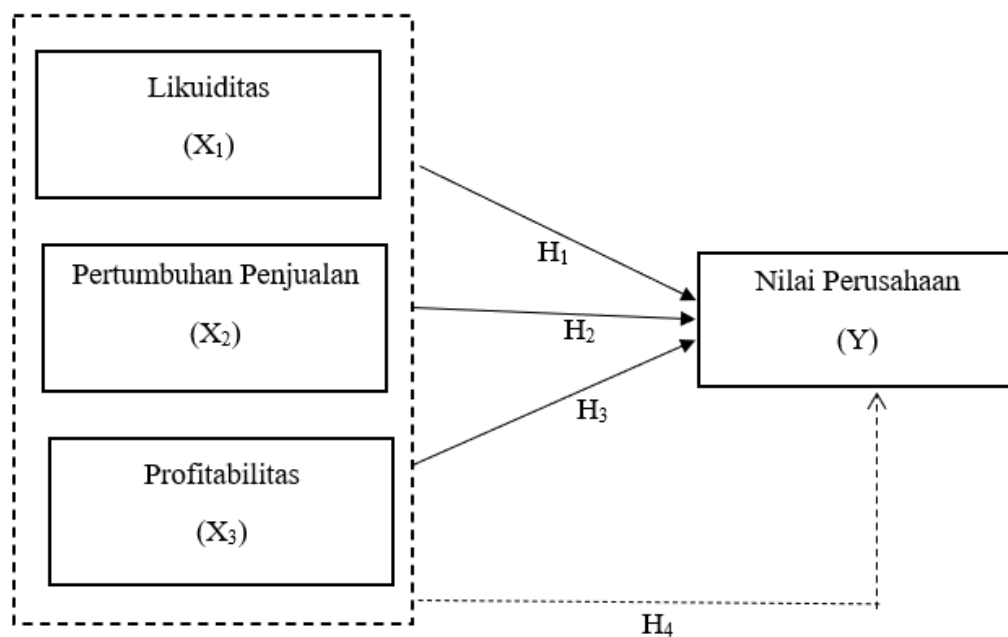 Likuiditas
(X₁)
Pertumbuhan Penjualan
(X₂)
Profitabilitas
(X₃)
H₁
H₂
H₃
H₄
Nilai Perusahaan
(Y)